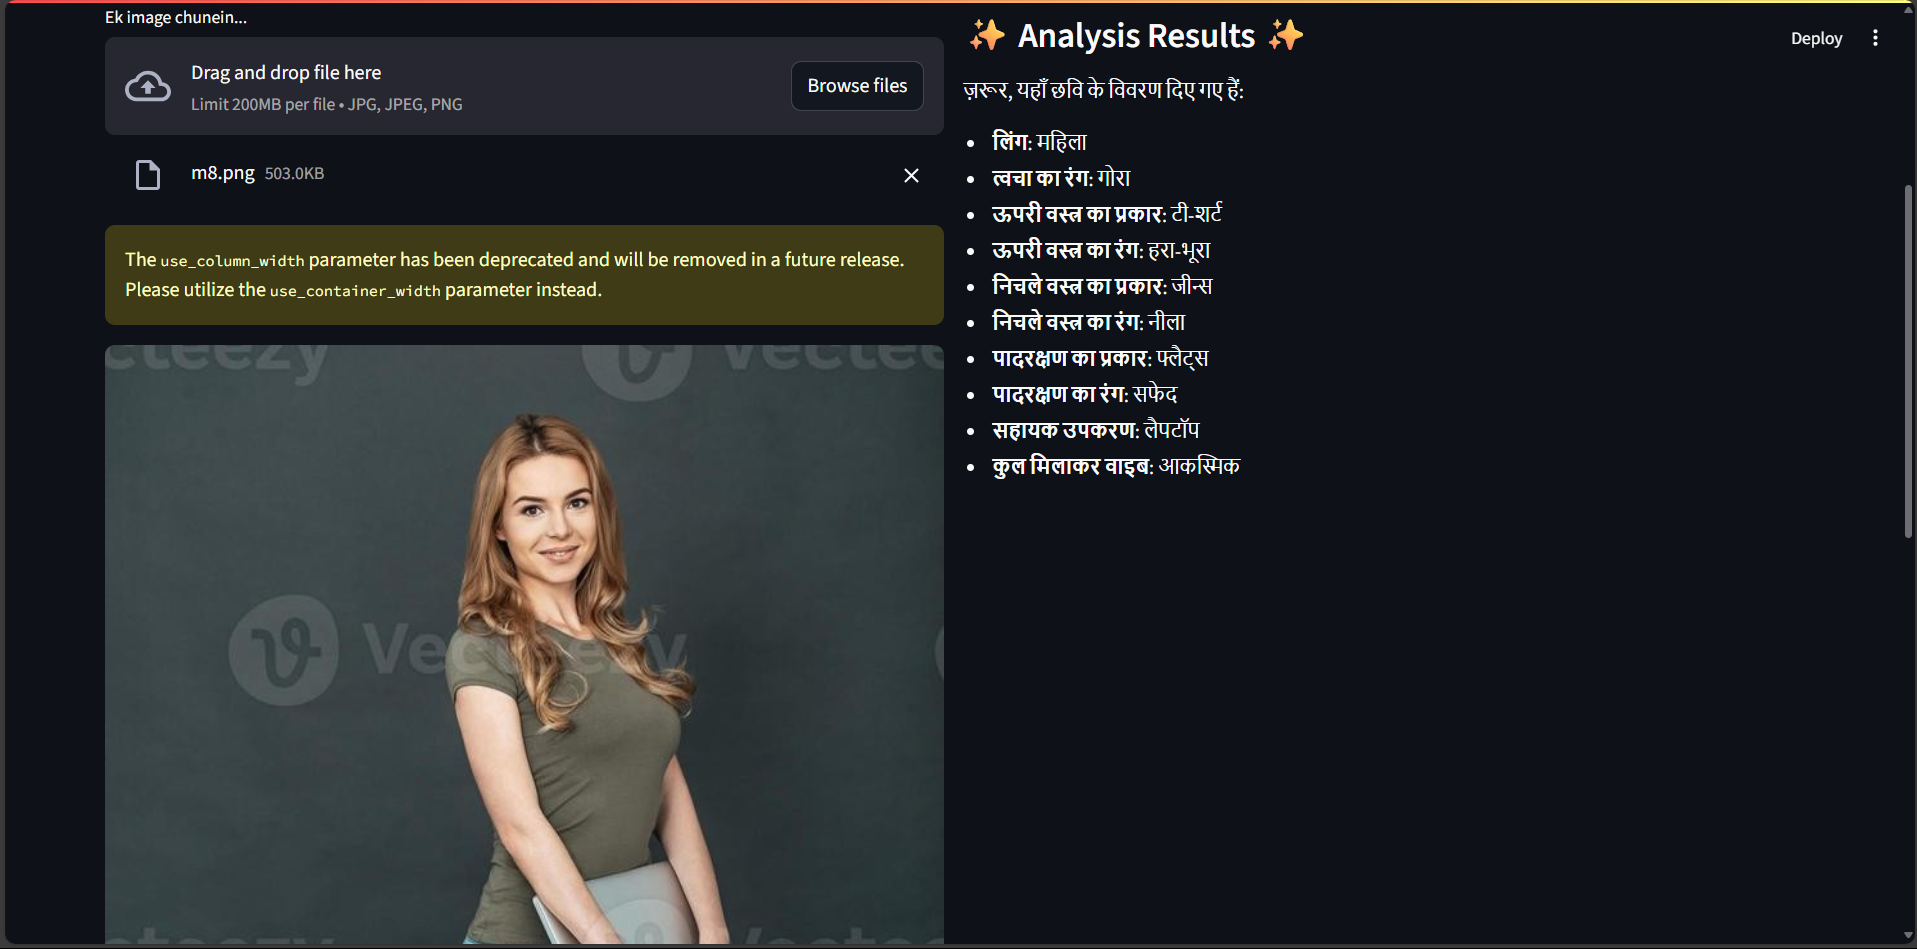 Ek image chunein...
Drag and drop file here
Limit 200MB per file • JPG, JPEG, PNG
Browse files
m8.png 503.0KB
The use_column_width parameter has been deprecated and will be removed in a future release.
Please utilize the use_container_width parameter instead.
vecteezy
Vecteezy
✨ Analysis Results ✨
Deploy
ज़रूर, यहाँ छवि के विवरण दिए गए हैं:
• लिंग: महिला
• त्वचा का रंग: गोरा
• ऊपरी वस्त्र का प्रकार: टी-शर्ट
• ऊपरी वस्त्र का रंग: हरा-भूरा
• निचले वस्त्र का प्रकार: जीन्स
• निचले वस्त्र का रंग: नीला
• पादरक्षण का प्रकार: फ्लैट्स
• पादरक्षण का रंग: सफेद
• सहायक उपकरण: लैपटॉप
• कुल मिलाकर वाइब: आकस्मिक